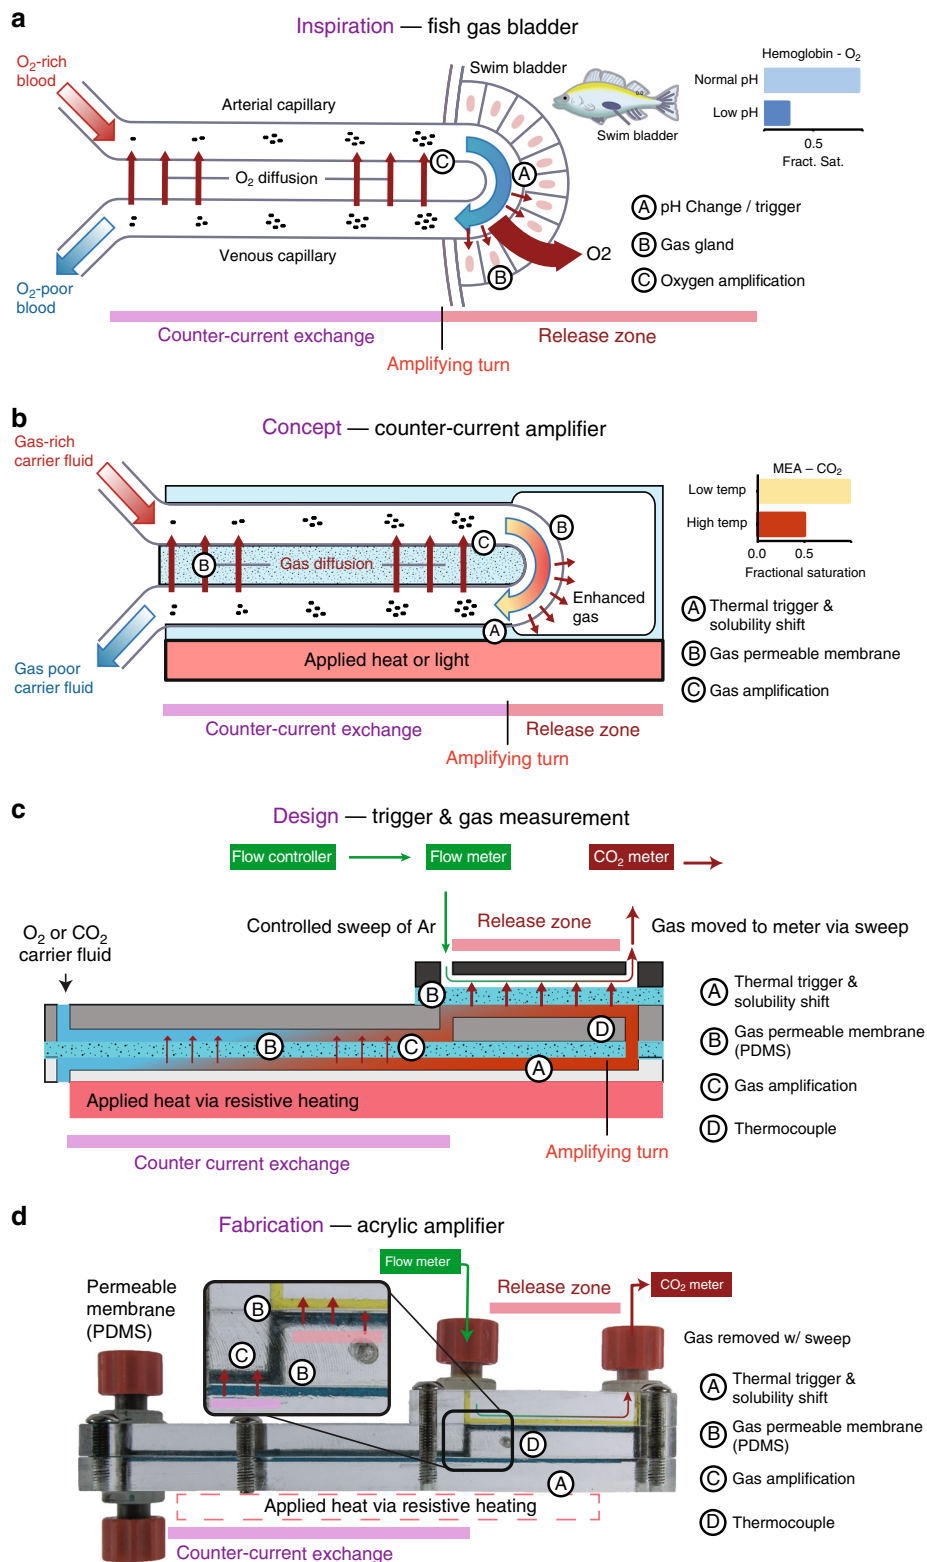 a
Inspiration — fish gas bladder
O2-rich
blood
Swim bladder
Arterial capillary
Swim bladder
Hemoglobin - O2
Normal pH
Low pH
0.5
Fract. Sat.
C
A
O2 diffusion
A pH Change / trigger
B Gas gland
C Oxygen amplification
O2
B
Venous capillary
O2-poor
blood
Counter-current exchange
Release zone
Amplifying turn
b
Concept — counter-current amplifier
Gas-rich
carrier fluid
MEA – CO2
Low temp
High temp
0.0 0.5
Fractional saturation
B
C
B
Gas diffusion
Enhanced
gas
A
A Thermal trigger &
solubility shift
B Gas permeable membrane
C Gas amplification
Gas poor
carrier fluid
Applied heat or light
Counter-current exchange
Release zone
Amplifying turn
c
Design — trigger & gas measurement
Flow controller
Flow meter
CO2 meter
Controlled sweep of Ar
Release zone
Gas moved to meter via sweep
O2 or CO2
carrier fluid
B
D
B
C
A
A Thermal trigger &
solubility shift
B Gas permeable membrane
(PDMS)
C Gas amplification
D Thermocouple
Applied heat via resistive heating
Amplifying turn
Counter current exchange
d
Fabrication — acrylic amplifier
Flow meter
Release zone
CO2 meter
Permeable
membrane
(PDMS)
B
C
B
Gas removed w/ sweep
D
A
A Thermal trigger &
solubility shift
B Gas permeable membrane
(PDMS)
C Gas amplification
D Thermocouple
Applied heat via resistive heating
Counter-current exchange